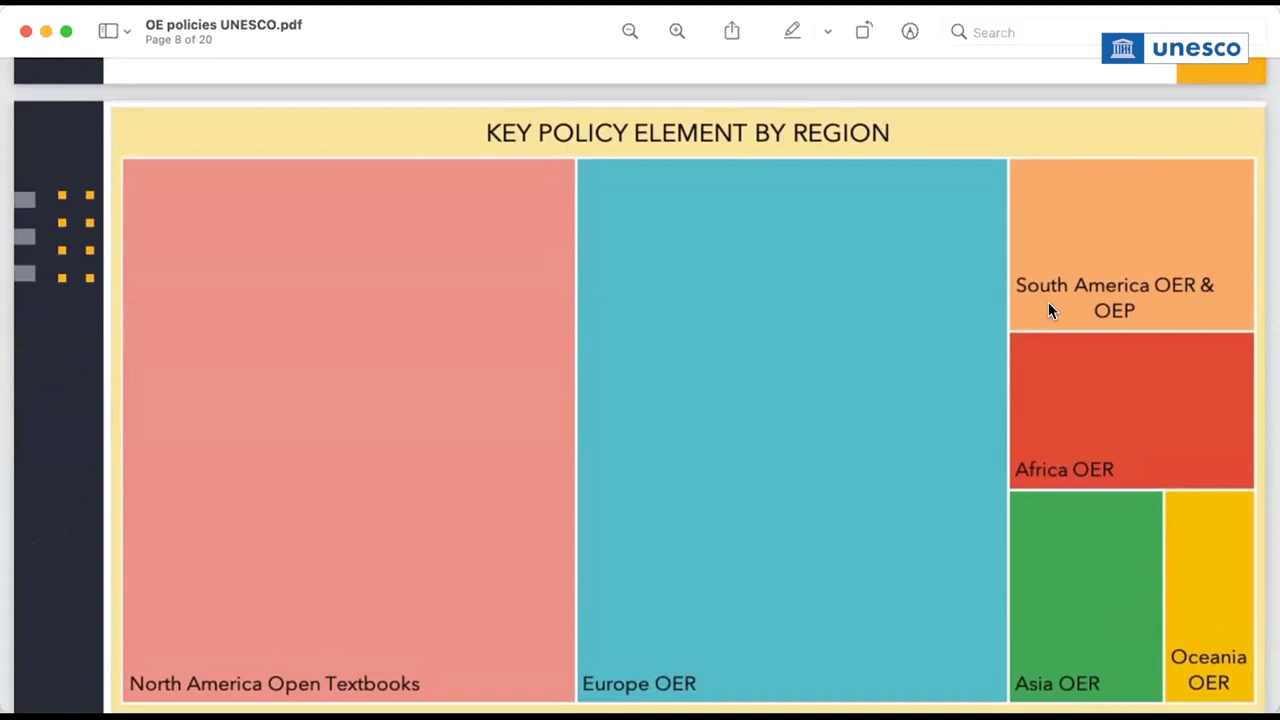 OE policies UNESCO.pdf
Page 8 of 20
Search
unesco
KEY POLICY ELEMENT BY REGION
South America OER &
OEP
Africa OER
Oceania
OER
North America Open Textbooks
Europe OER
Asia OER